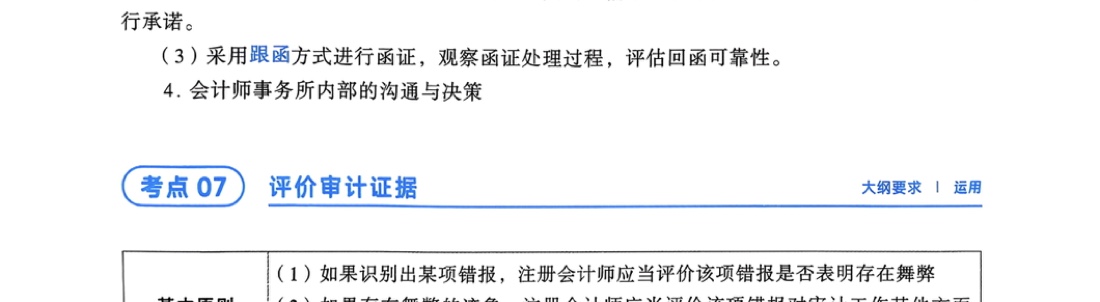 行承诺。
（3）采用跟函方式进行函证，观察函证处理过程，评估回函可靠性。
4. 会计师事务所内部的沟通与决策
考点 07 评价审计证据 大纲要求 | 运用
（1）如果识别出某项错报，注册会计师应当评价该项错报是否表明存在舞弊